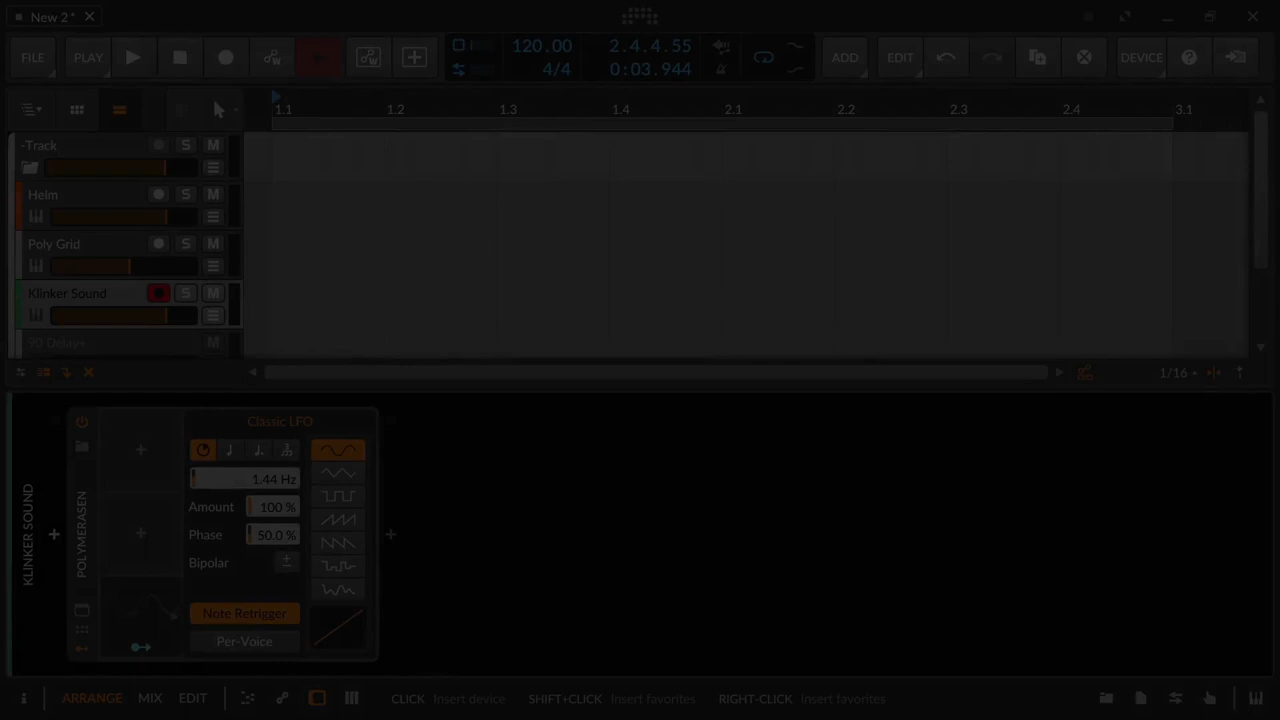 New 2*
FILE
PLAY
120.00
4/4
2.4.4.55
0:03.944
ADD
EDIT
DEVICE
1.1
1.2
1.3
1.4
2.1
2.2
2.3
2.4
3.1
-Track
S M
Helm
S M
Poly Grid
S M
Klinker Sound
S M
90 Delay+
M
1/16
KLINKER SOUND
POLYMERASEN
Classic LFO
1.44 Hz
Amount
100 %
Phase
50.0 %
Bipolar
Note Retrigger
Per-Voice
ARRANGE
MIX
EDIT
CLICK Insert device
SHIFT+CLICK Insert favorites
RIGHT-CLICK Insert favorites